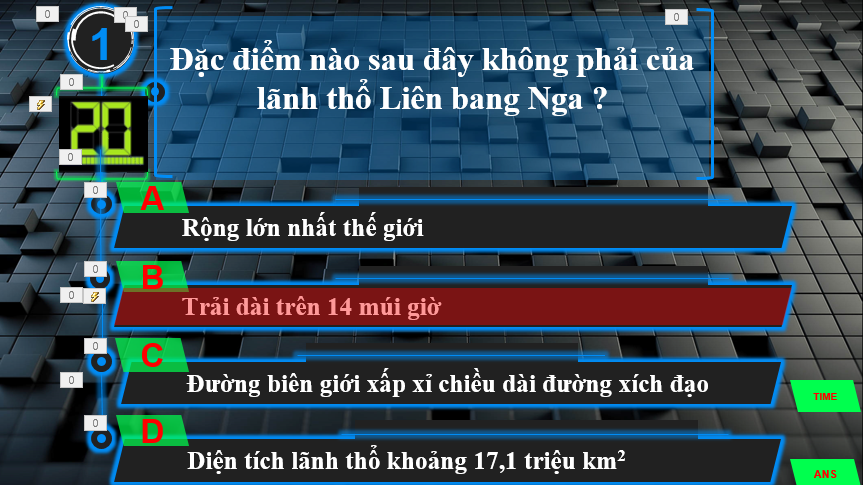 0
0
0
0
1
Đặc điểm nào sau đây không phải của
lãnh thổ Liên bang Nga ?
0
20
0
0
A
Rộng lớn nhất thế giới
0
B
0
Trải dài trên 14 múi giờ
0
C
0
Đường biên giới xấp xỉ chiều dài đường xích đạo
TIME
0
D
Diện tích lãnh thổ khoảng 17,1 triệu km²
ANS